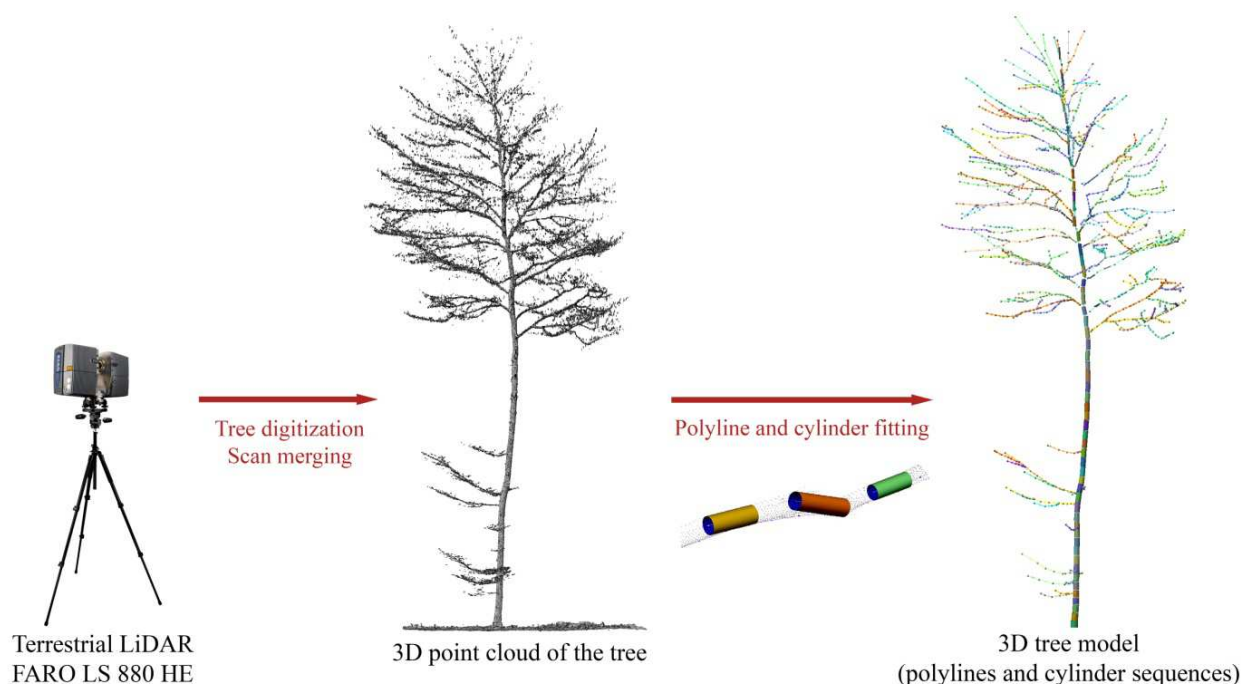 Tree digitization
Scan merging
Polyline and cylinder fitting
Terrestrial LiDAR
FARO LS 880 HE
3D point cloud of the tree
3D tree model
(polylines and cylinder sequences)